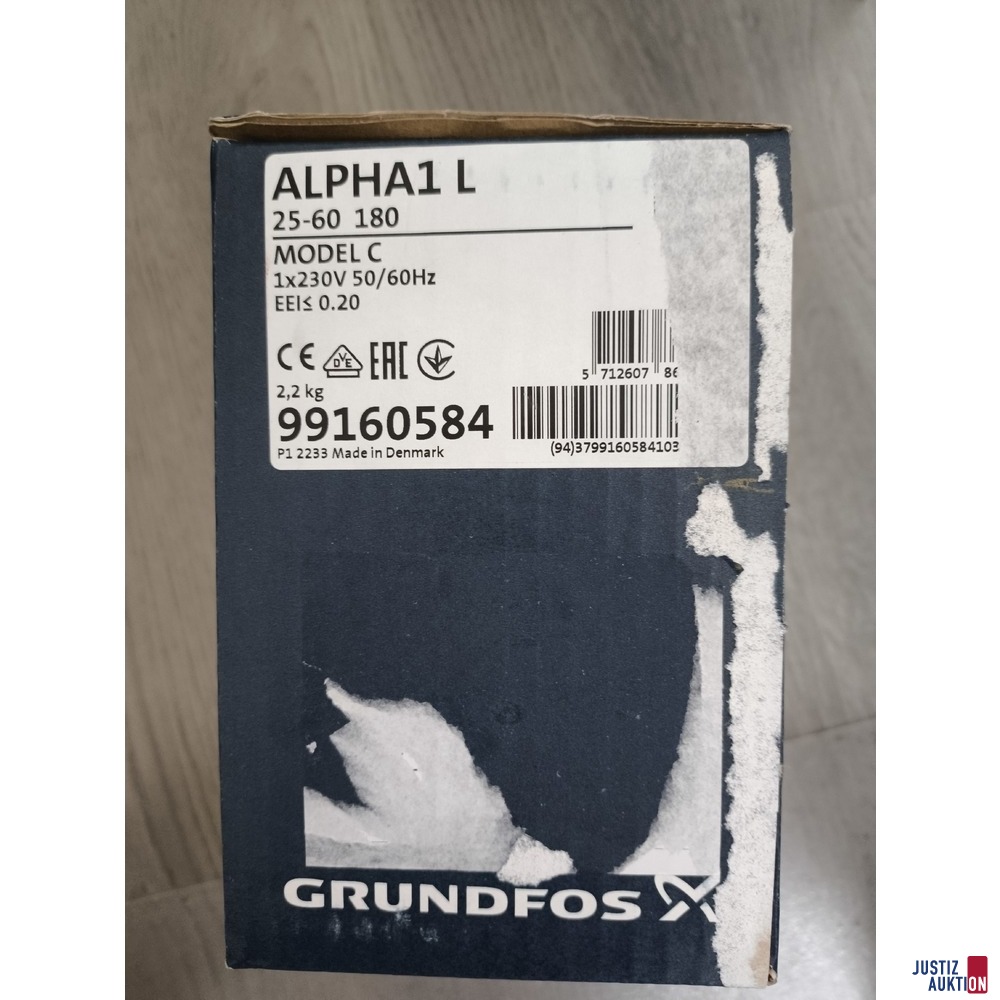 ALPHA1 L
25-60 180
MODEL C
1x230V 50/60Hz
EEI≤ 0.20
CE DVE EAC
5 712607 86
2,2 kg
99160584
(94)3799160584103
P1 2233 Made in Denmark
GRUNDFOS
JUSTIZ
AUKTION